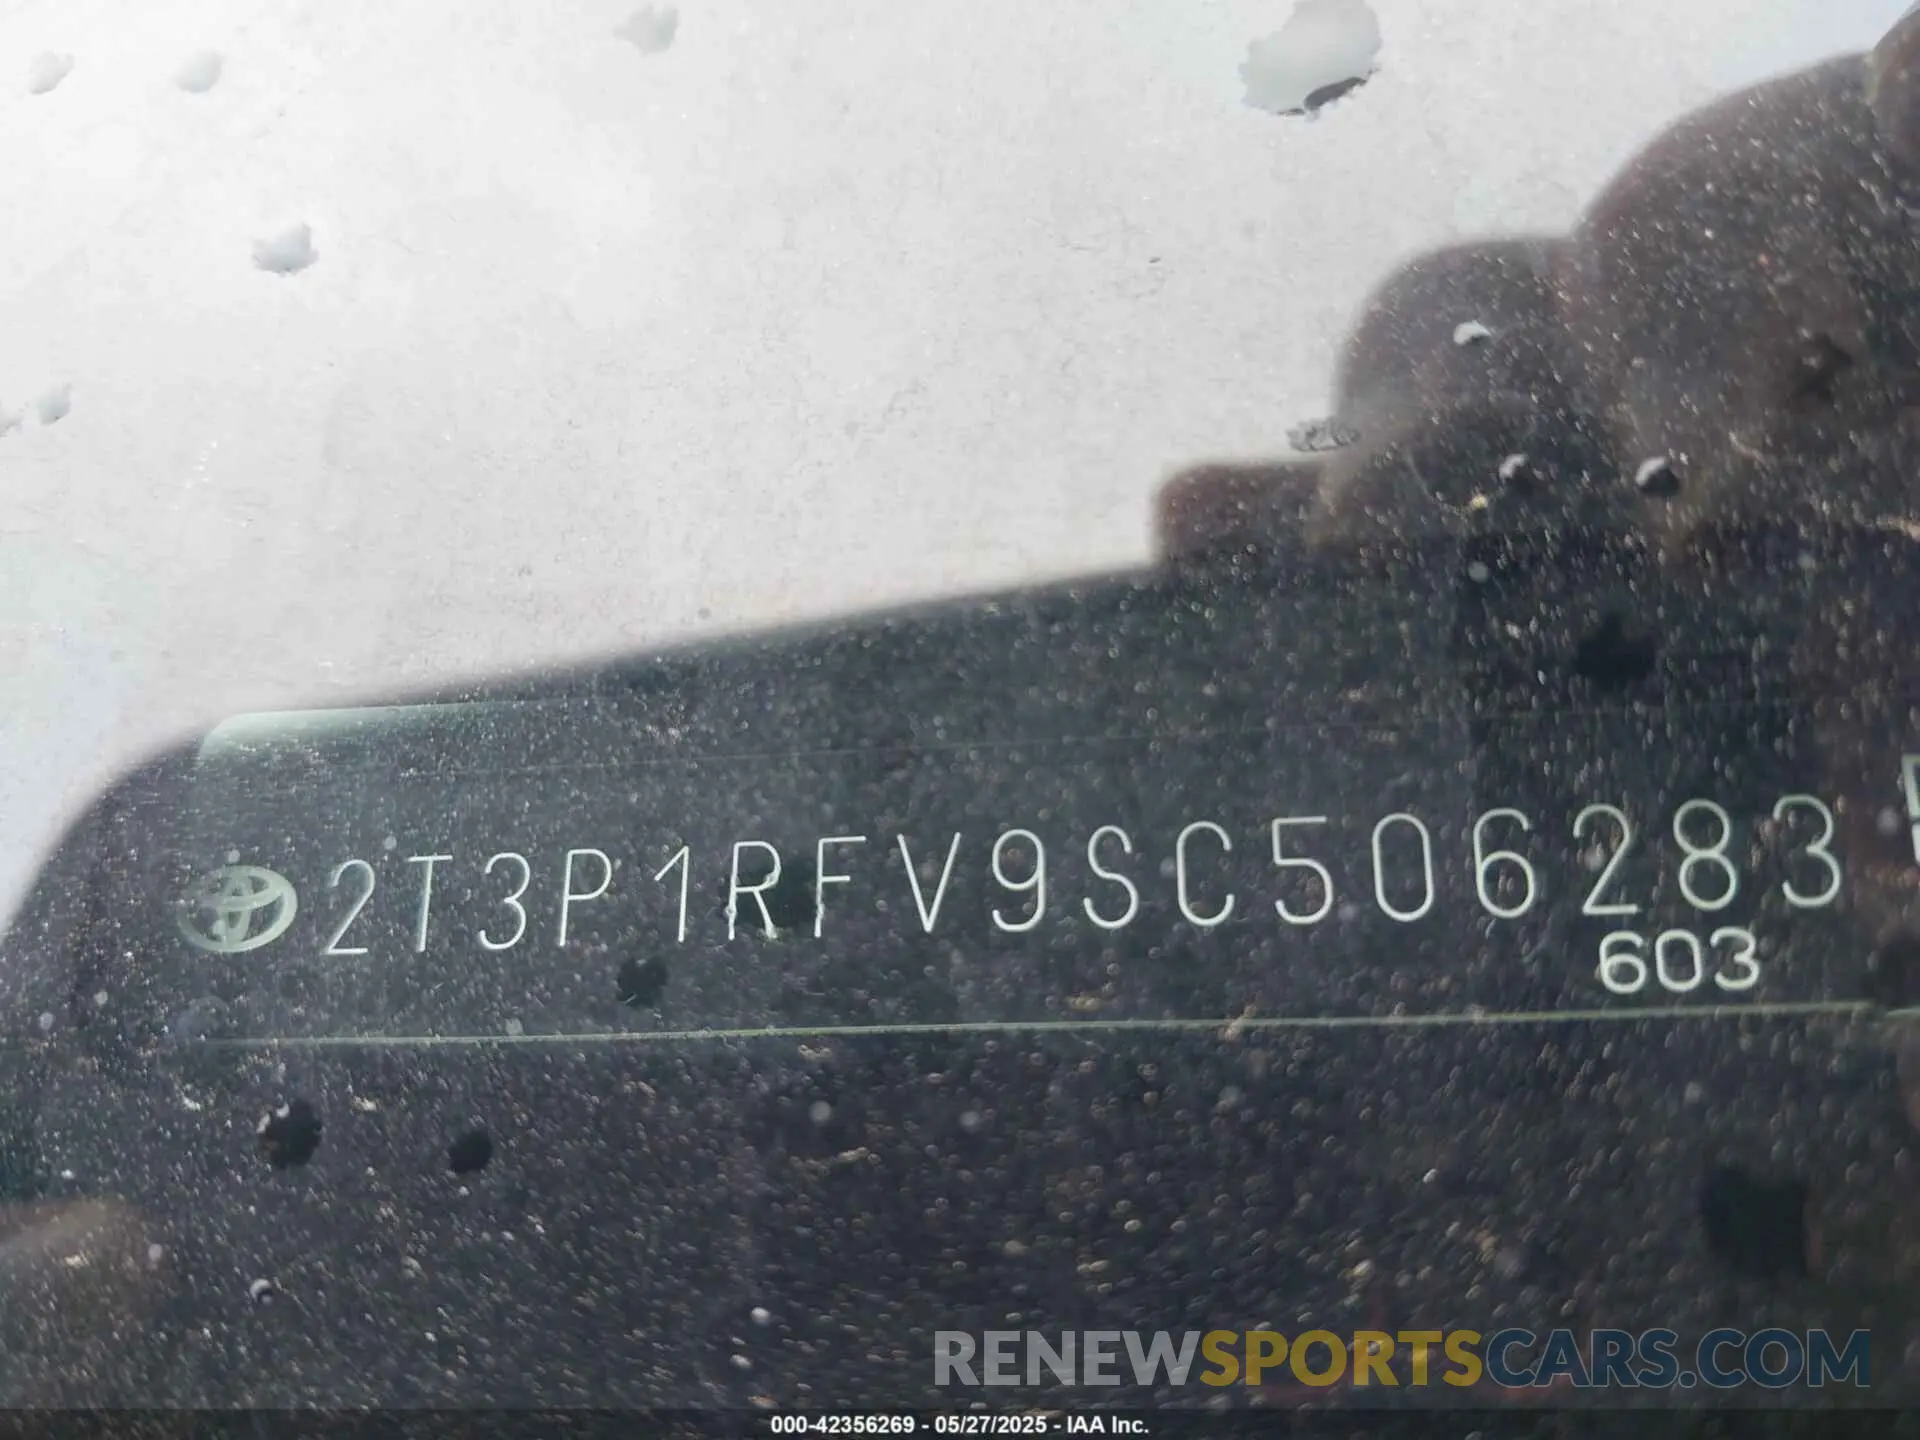 2T3P1RFV9SC506283
603
RENEWSPORTSCARS.COM
000-42356269 - 05/27/2025 - IAA Inc.